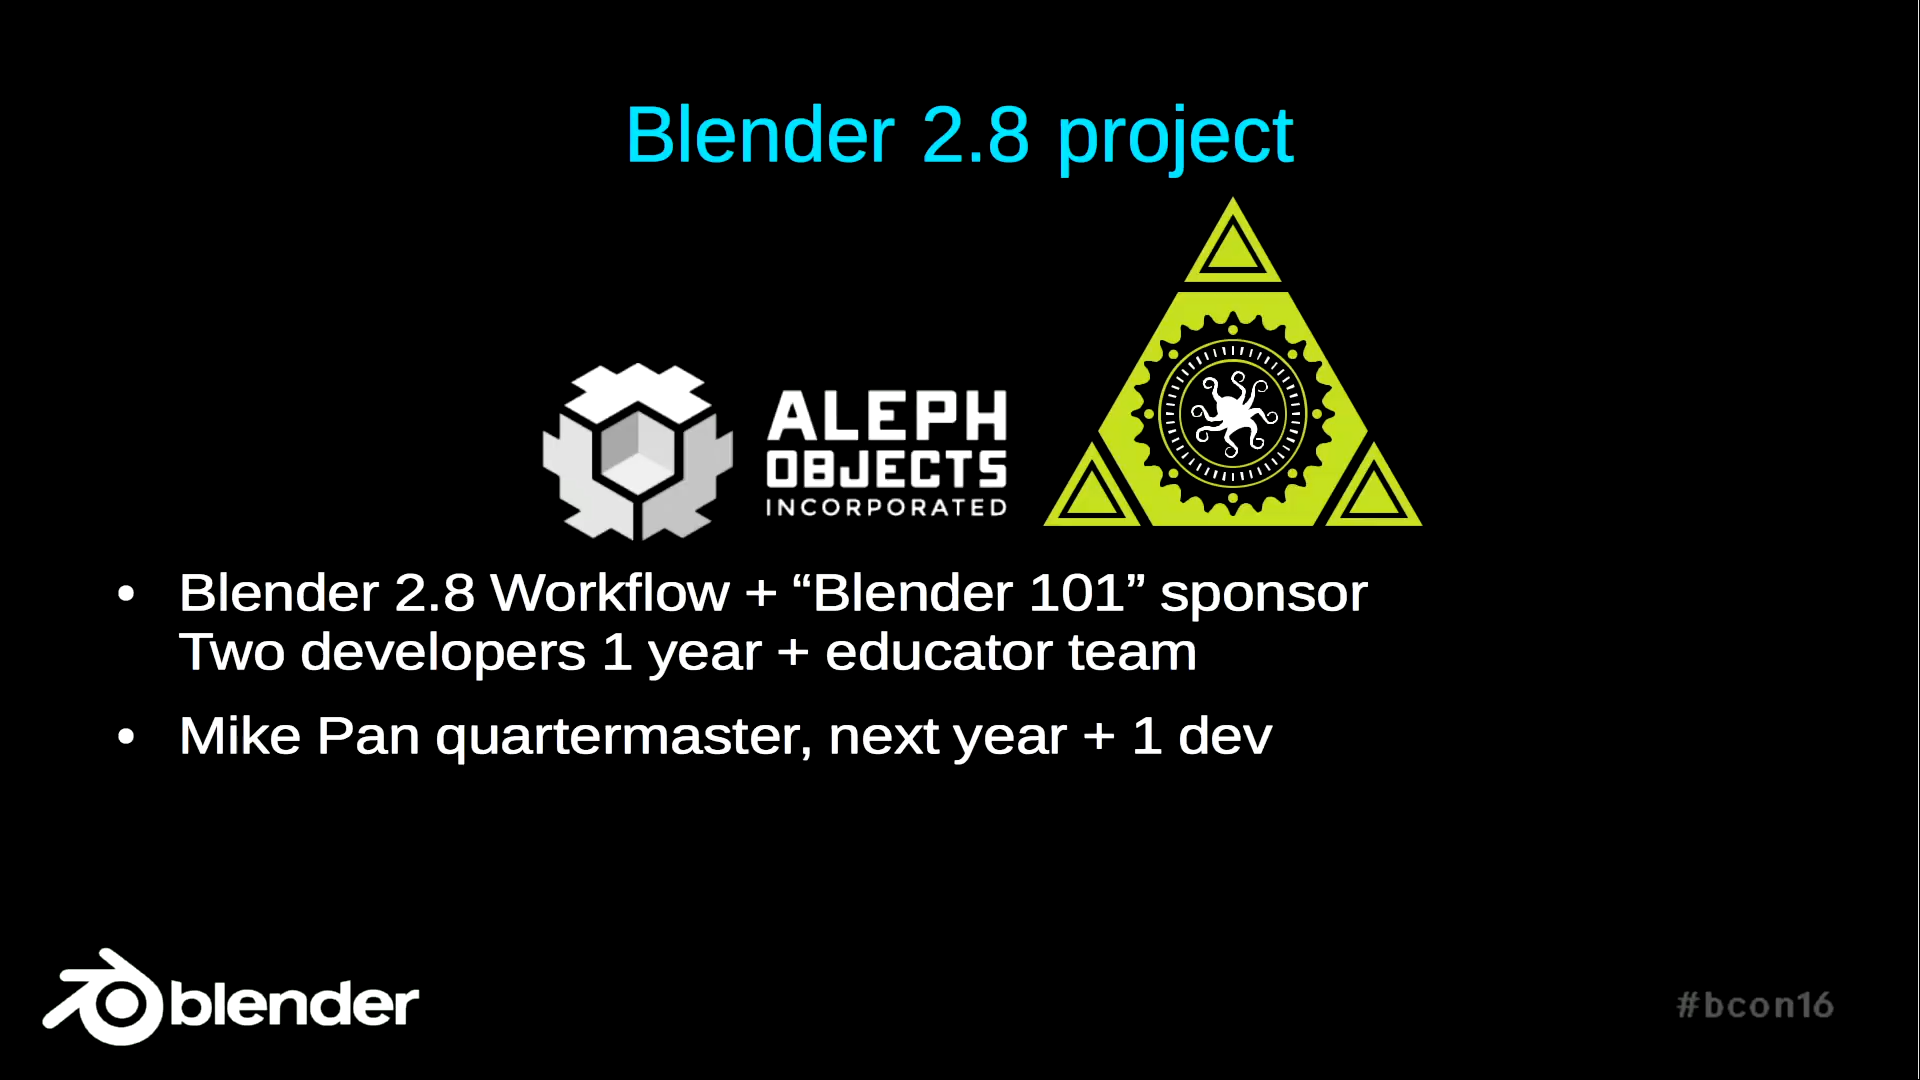 Blender 2.8 project
ALEPH
OBJECTS
INCORPORATED
• Blender 2.8 Workflow + “Blender 101” sponsor
Two developers 1 year + educator team
• Mike Pan quartermaster, next year + 1 dev
blender
#bcon16